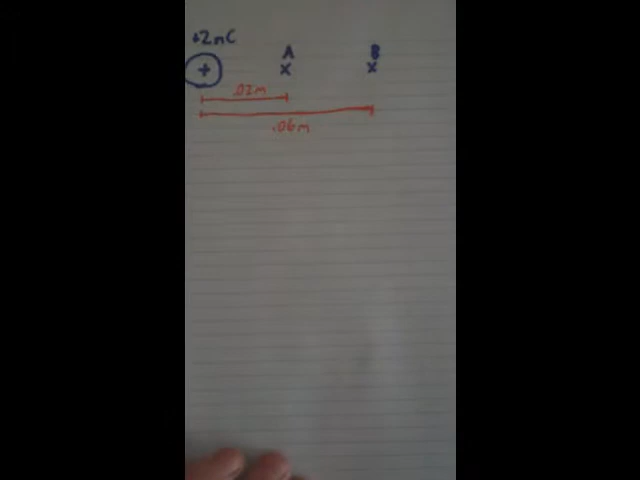 +2nC
A B
+ x x
.02m
.06m